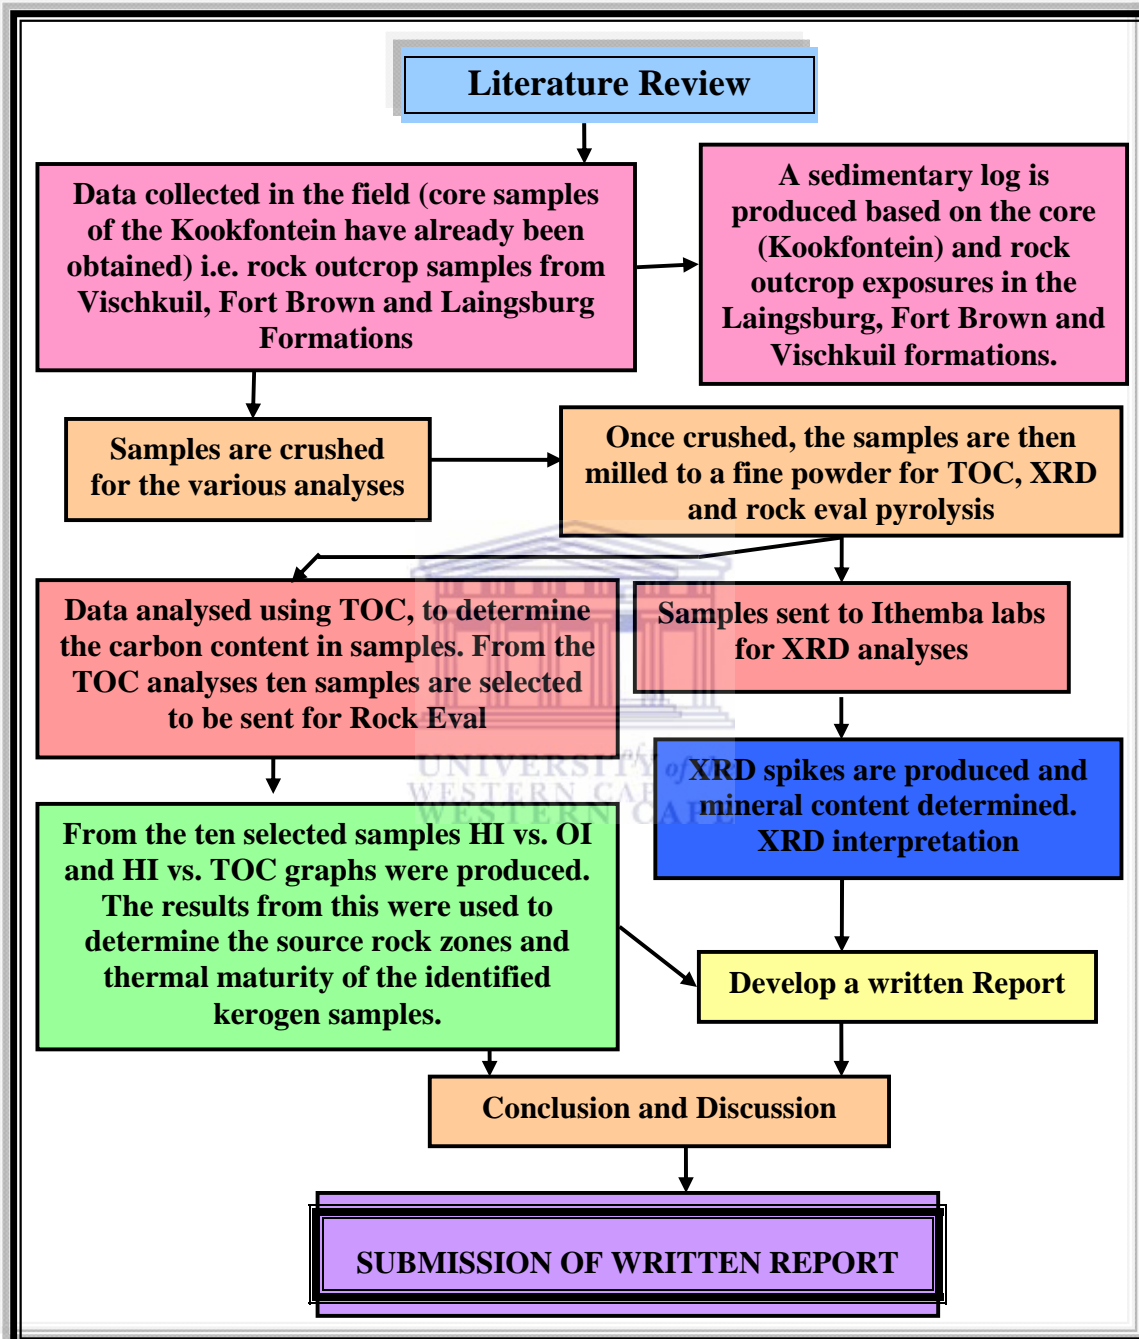 Literature Review
Data collected in the field (core samples
of the Kookfontein have already been
obtained) i.e. rock outcrop samples from
Vischkuil, Fort Brown and Laingsburg
Formations
A sedimentary log is
produced based on the core
(Kookfontein) and rock
outcrop exposures in the
Laingsburg, Fort Brown and
Vischkuil formations.
Samples are crushed
for the various analyses
Once crushed, the samples are then
milled to a fine powder for TOC, XRD
and rock eval pyrolysis
Data analysed using TOC, to determine
the carbon content in samples. From the
TOC analyses ten samples are selected
to be sent for Rock Eval
Samples sent to Ithemba labs
for XRD analyses
UNIVERSITY of the
WESTERN CAPE
XRD spikes are produced and
mineral content determined.
XRD interpretation
From the ten selected samples HI vs. OI
and HI vs. TOC graphs were produced.
The results from this were used to
determine the source rock zones and
thermal maturity of the identified
kerogen samples.
Develop a written Report
Conclusion and Discussion
SUBMISSION OF WRITTEN REPORT